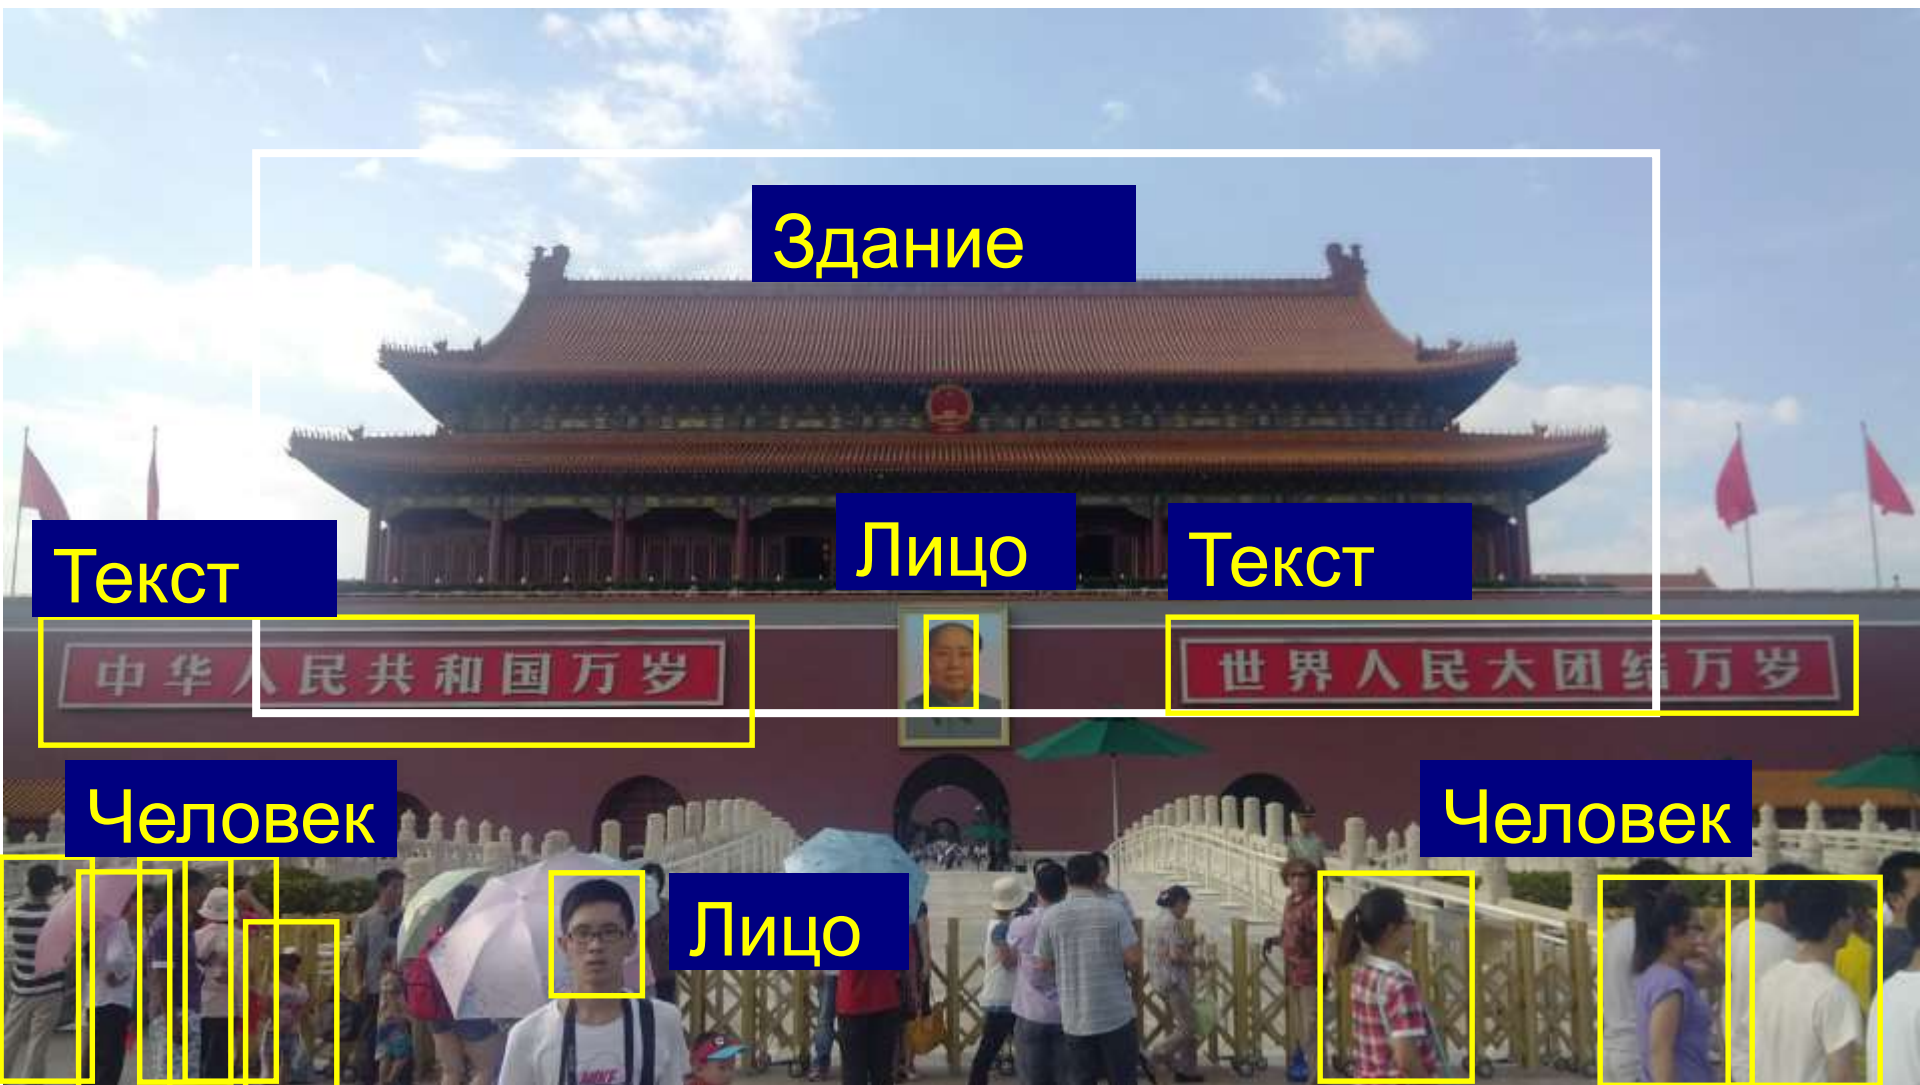 Здание
Лицо
Текст
Текст
中华人民共和国万岁
世界人民大团结万岁
Человек
Человек
Лицо
NIKE